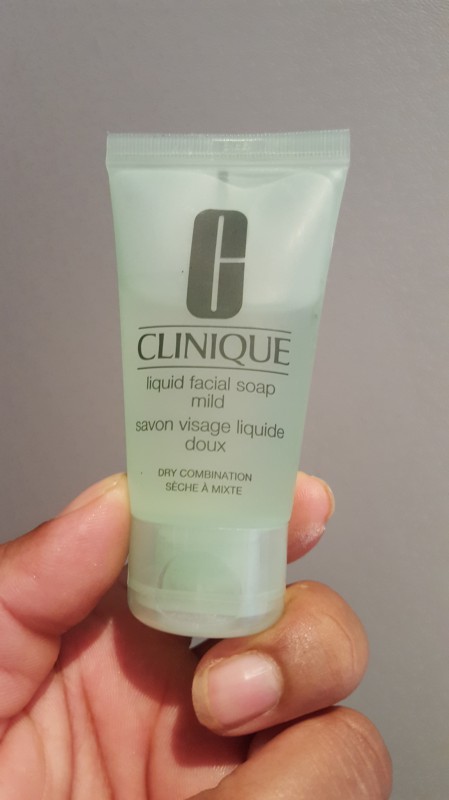 C
CLINIQUE
liquid facial soap
mild
savon visage liquide
doux
DRY COMBINATION
SÈCHE À MIXTE